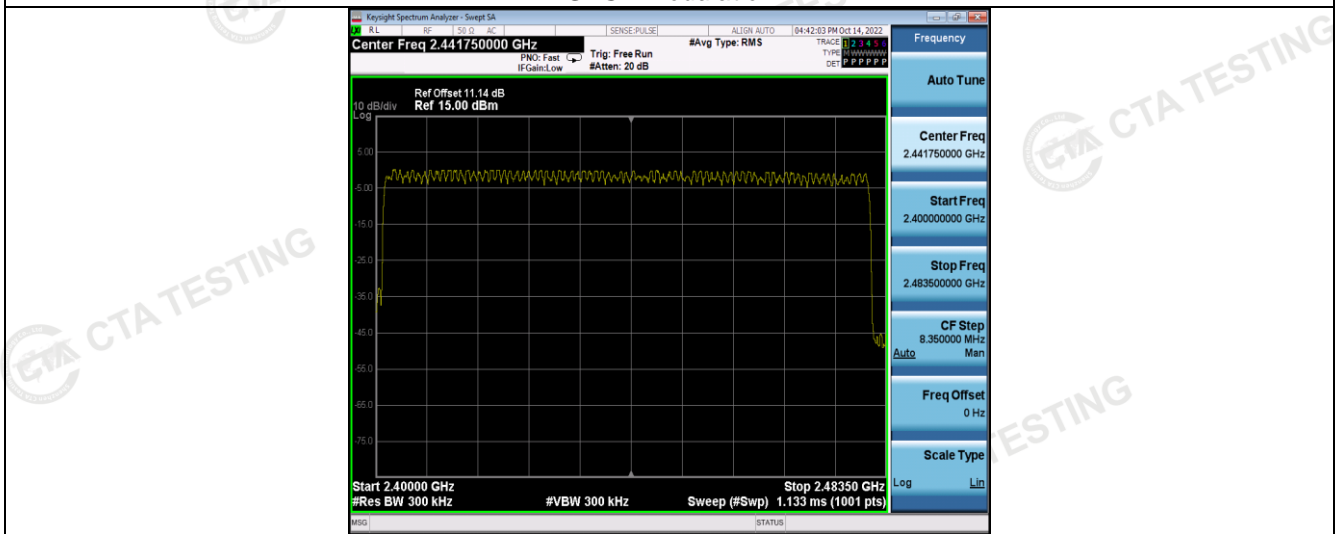 Keysight Spectrum Analyzer - Swept SA
RL RF 50 Ω AC SENSE:PULSE ALIGN AUTO 04:42:03 PM Oct 14, 2022
Center Freq 2.441750000 GHz
PNO: Fast
IFGain:Low
Trig: Free Run
#Atten: 20 dB
#Avg Type: RMS
TRACE 1 2 3 4 5 6
TYPE M WWWWW
DET P P P P P P
Ref Offset 11.14 dB
10 dB/div Ref 15.00 dBm
Log
5.00
-5.00
-15.0
-25.0
-35.0
-45.0
-55.0
-65.0
-75.0
Start 2.40000 GHz Stop 2.48350 GHz
#Res BW 300 kHz #VBW 300 kHz Sweep (#Swp) 1.133 ms (1001 pts)
MSG STATUS
Frequency
Auto Tune
Center Freq
2.441750000 GHz
Start Freq
2.400000000 GHz
Stop Freq
2.483500000 GHz
CF Step
8.350000 MHz
Auto Man
Freq Offset
0 Hz
Scale Type
Log Lin
CTA TESTING
CTA TESTING
TESTING